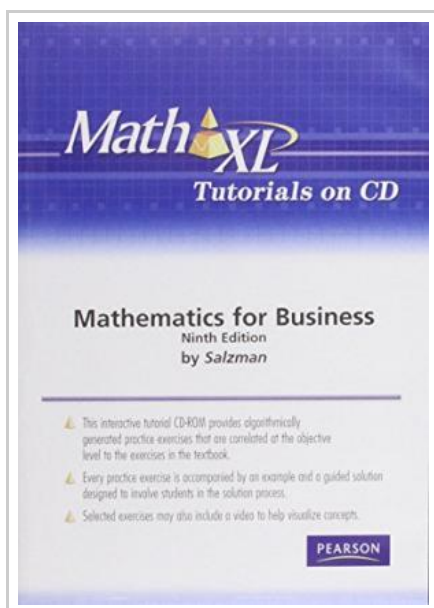 Math XL
Tutorials on CD
Mathematics for Business
Ninth Edition
by Salzman
This interactive tutorial CD-ROM provides algorithmically
generated practice exercises that are correlated at the objective
level to the exercises in the textbook.
Every practice exercise is accompanied by an example and a guided solution
designed to involve students in the solution process.
Selected exercises may also include a video to help visualize concepts.
PEARSON